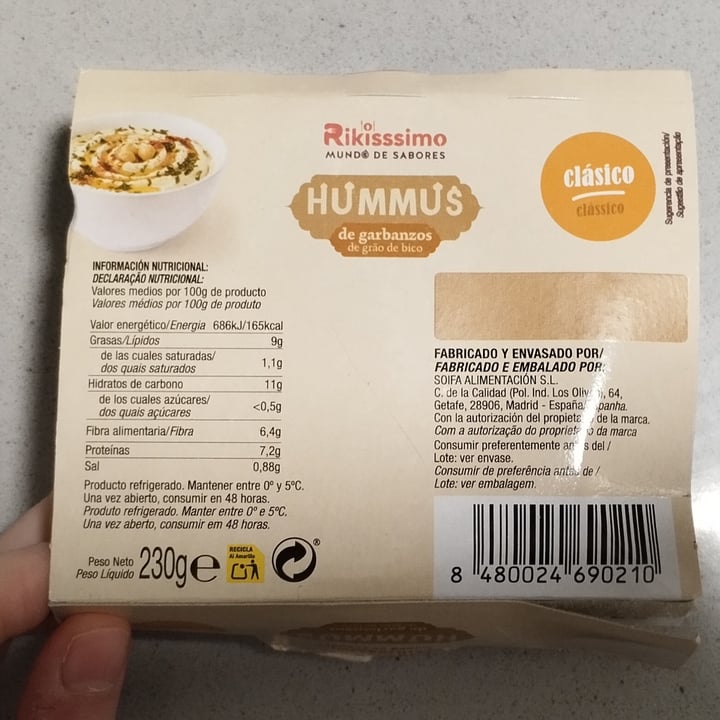 Rikisssimo
MUNDO DE SABORES
HUMMUS
de garbanzos
de grão de bico
clásico
clássico
Sugerencia de presentación/
Sugestão de apresentação
INFORMACIÓN NUTRICIONAL:
DECLARAÇÃO NUTRICIONAL:
Valores medios por 100g de producto
Valores médios por 100g de produto
Valor energético/Energia 686kJ/165kcal
Grasas/Lípidos 9g
de las cuales saturadas/
dos quais saturados 1,1g
Hidratos de carbono 11g
de los cuales azúcares/
dos quais açúcares <0,5g
Fibra alimentaria/Fibra 6,4g
Proteínas 7,2g
Sal 0,88g
Producto refrigerado. Mantener entre 0º y 5ºC.
Una vez abierto, consumir en 48 horas.
Produto refrigerado. Manter entre 0º e 5ºC.
Uma vez aberto, consumir em 48 horas.
Peso Neto
Peso Líquido 230g e
RECICLA
Al Amarillo
®
FABRICADO Y ENVASADO POR/
FABRICADO E EMBALADO POR:
SOIFA ALIMENTACIÓN S.L.
C. de la Calidad (Pol. Ind. Los Olivos), 64,
Getafe, 28906, Madrid - España/Espanha.
Con la autorización del propietario de la marca.
Com a autorização do proprietário da marca
Consumir preferentemente antes del /
Lote: ver envase.
Consumir de preferência antes de /
Lote: ver embalagem.
8 480024 690210